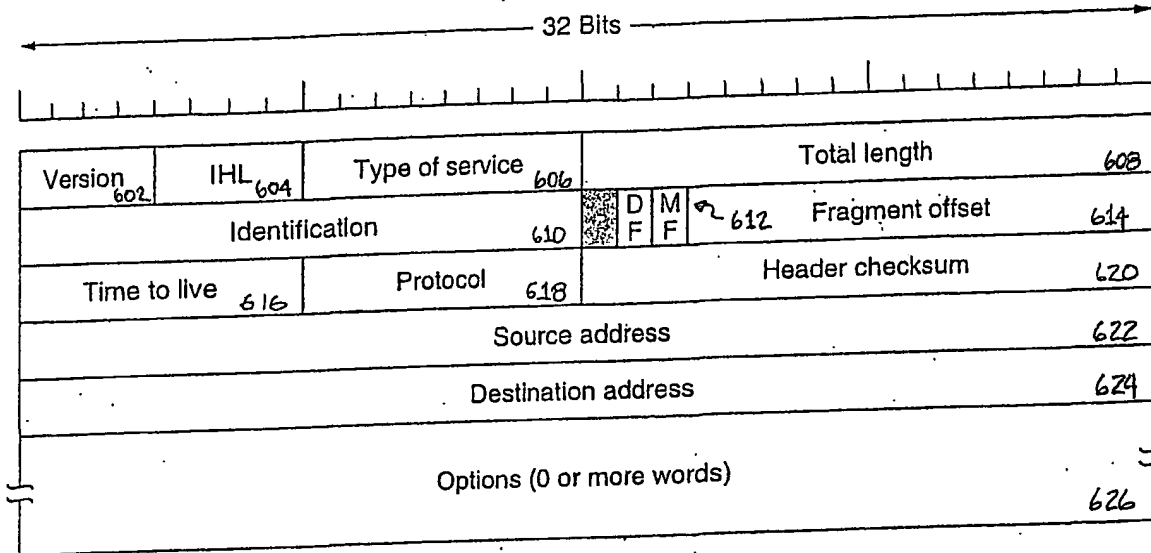 32 Bits
Version 602 IHL 604 Type of service 606 Total length 608
Identification 610 DF MF 612 Fragment offset 614
Time to live 616 Protocol 618 Header checksum 620
Source address 622
Destination address 624
Options (0 or more words) 626